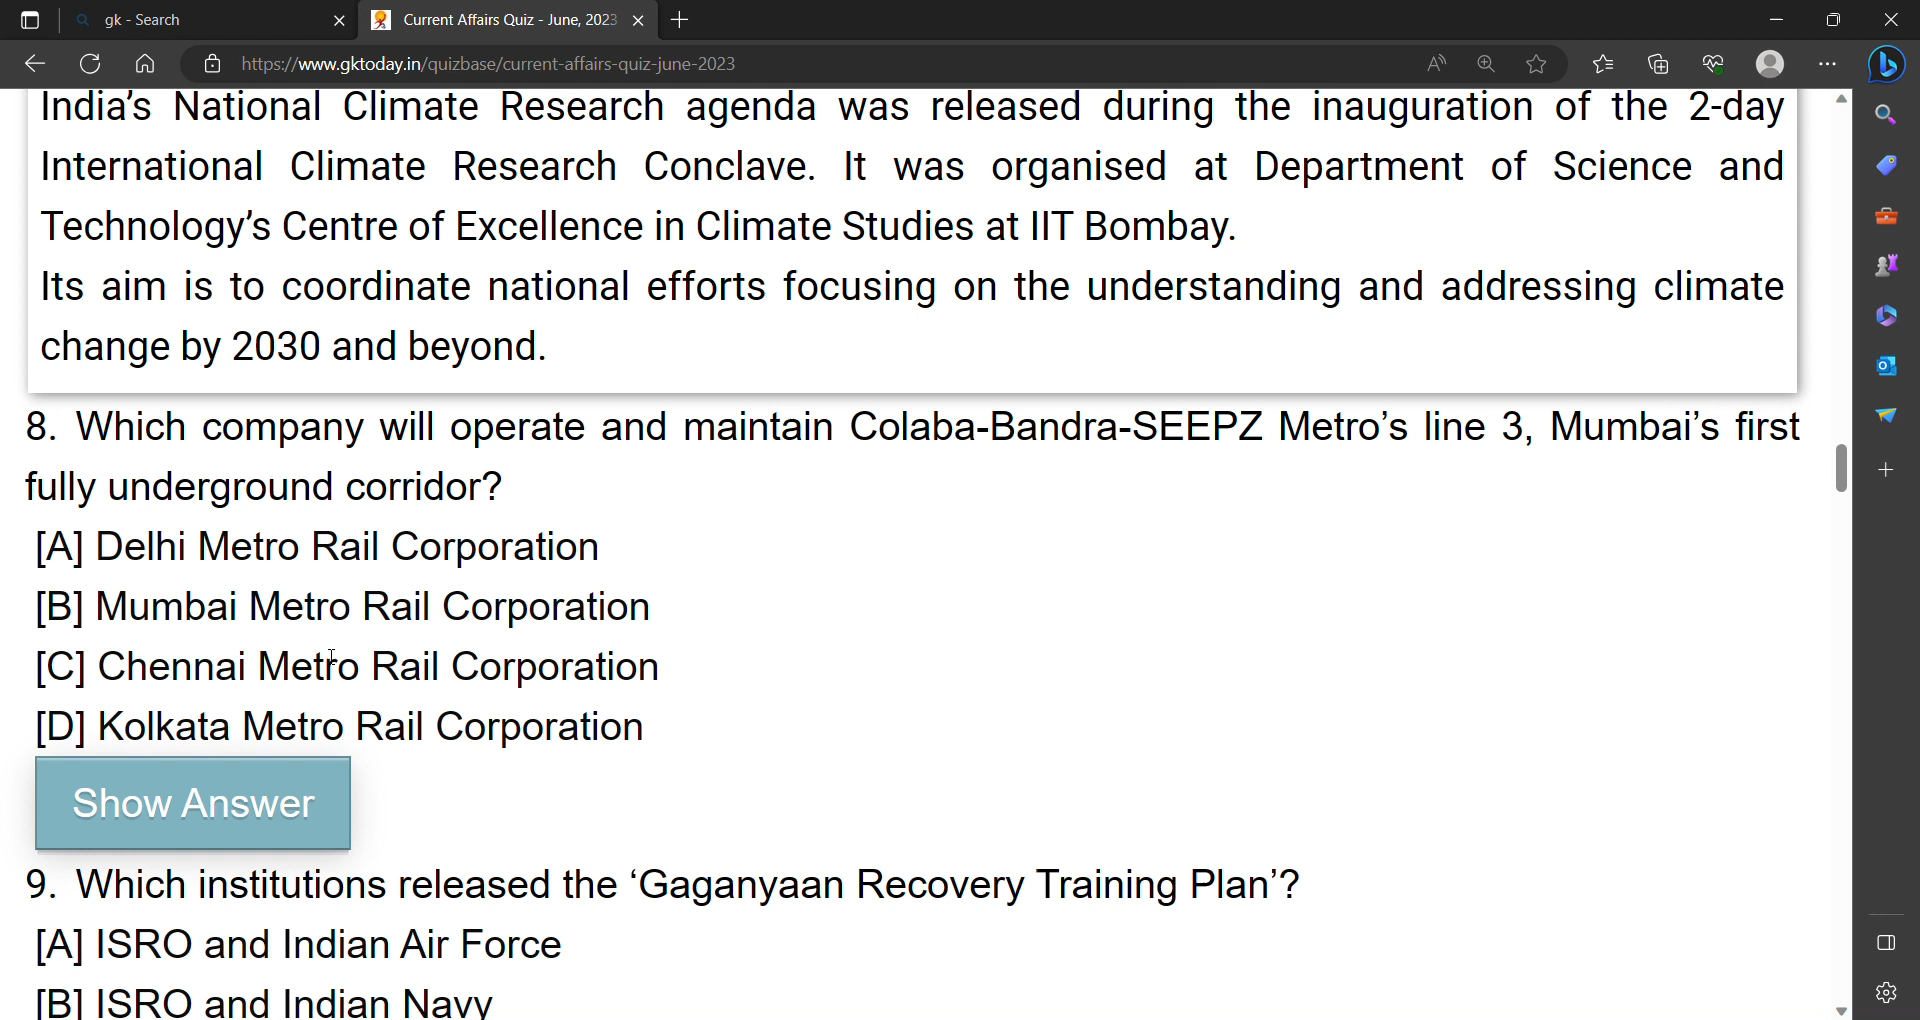 gk - Search
Current Affairs Quiz - June, 2023
https://www.gktoday.in/quizbase/current-affairs-quiz-june-2023
India’s National Climate Research agenda was released during the inauguration of the 2-day
International Climate Research Conclave. It was organised at Department of Science and
Technology’s Centre of Excellence in Climate Studies at IIT Bombay.
Its aim is to coordinate national efforts focusing on the understanding and addressing climate
change by 2030 and beyond.
8. Which company will operate and maintain Colaba-Bandra-SEEPZ Metro’s line 3, Mumbai’s first
fully underground corridor?
[A] Delhi Metro Rail Corporation
[B] Mumbai Metro Rail Corporation
[C] Chennai Metro Rail Corporation
[D] Kolkata Metro Rail Corporation
Show Answer
9. Which institutions released the ‘Gaganyaan Recovery Training Plan’?
[A] ISRO and Indian Air Force
[B] ISRO and Indian Navy